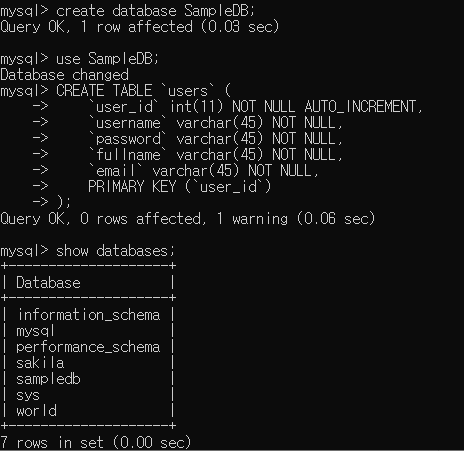 mysql> create database SampleDB;
Query OK, 1 row affected (0.03 sec)
mysql> use SampleDB;
Database changed
mysql> CREATE TABLE `users` (
    ->     `user_id` int(11) NOT NULL AUTO_INCREMENT,
    ->     `username` varchar(45) NOT NULL,
    ->     `password` varchar(45) NOT NULL,
    ->     `fullname` varchar(45) NOT NULL,
    ->     `email` varchar(45) NOT NULL,
    ->     PRIMARY KEY (`user_id`)
    -> );
Query OK, 0 rows affected, 1 warning (0.06 sec)
mysql> show databases;
+--------------------+
| Database           |
+--------------------+
| information_schema |
| mysql              |
| performance_schema |
| sakila             |
| sampledb           |
| sys                |
| world              |
+--------------------+
7 rows in set (0.00 sec)